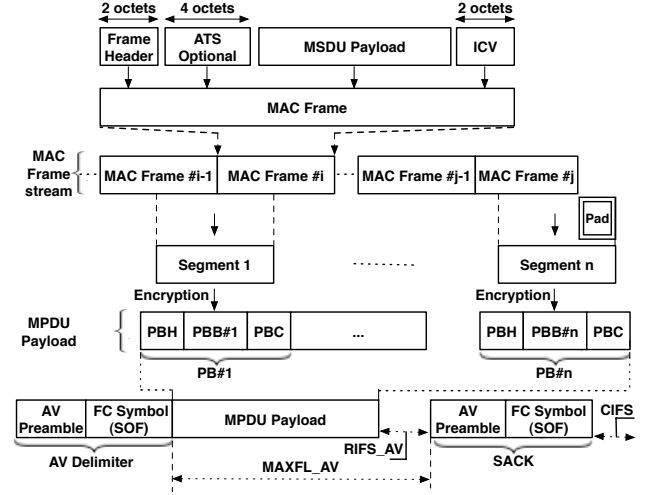 2 octets 4 octets 2 octets
Frame Header ATS Optional MSDU Payload ICV
MAC Frame
MAC Frame stream
MAC Frame #i-1 MAC Frame #i MAC Frame #j-1 MAC Frame #j
Pad
Segment 1 Segment n
Encryption Encryption
MPDU Payload
PBH PBB#1 PBC ... PBH PBB#n PBC
PB#1 PB#n
AV Preamble FC Symbol (SOF) MPDU Payload AV Preamble FC Symbol (SOF) CIFS
RIFS_AV
AV Delimiter MAXFL_AV SACK